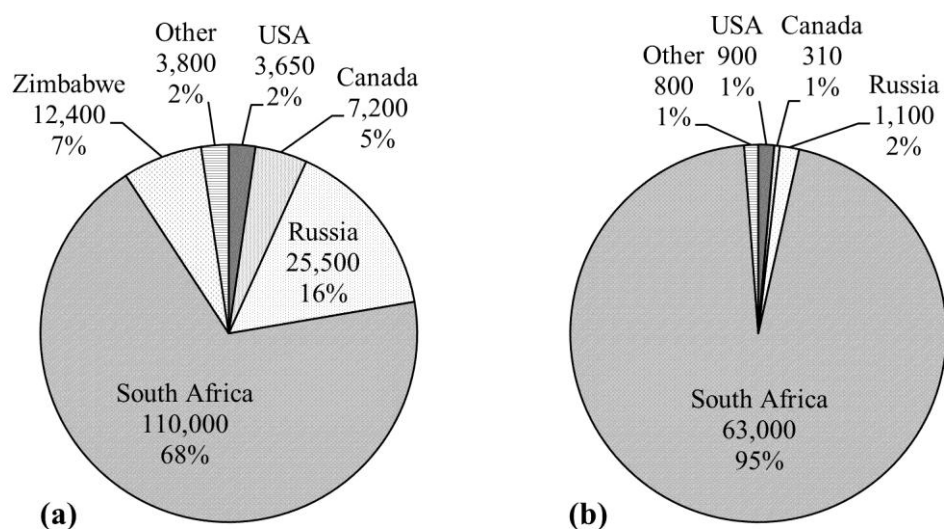 Other
3,800
2%
USA
3,650
2%
Canada
7,200
5%
Zimbabwe
12,400
7%
Russia
25,500
16%
South Africa
110,000
68%
(a)
Other
800
1%
USA
900
1%
Canada
310
1%
Russia
1,100
2%
South Africa
63,000
95%
(b)